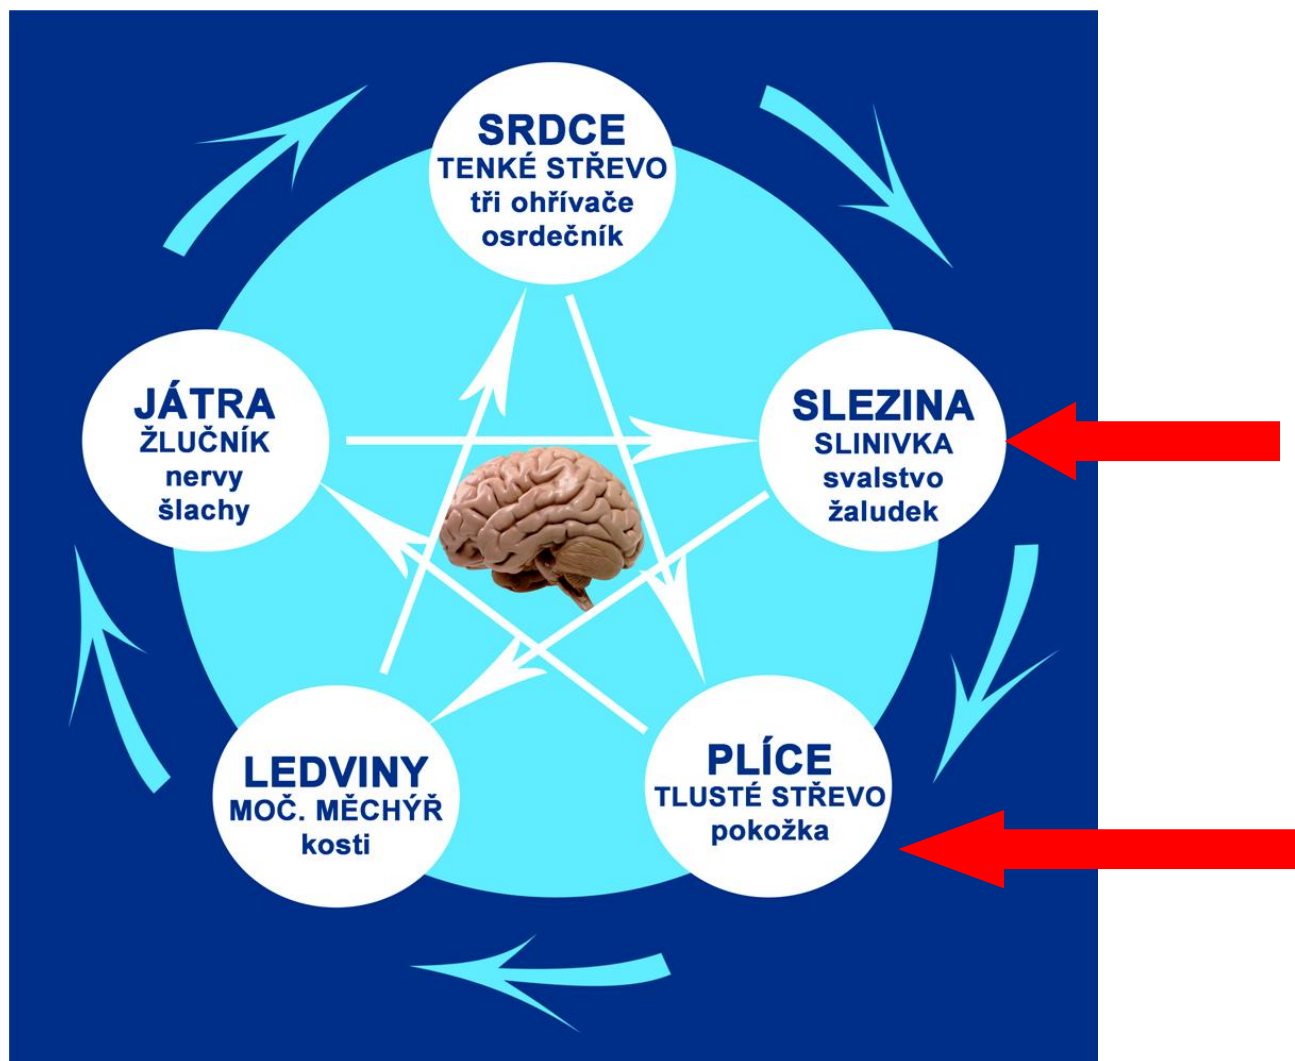 SRDCE
TENKÉ STŘEVO
tři ohřívače
osrdečník
JÁTRA
ŽLUČNÍK
nervy
šlachy
SLEZINA
SLINIVKA
svalstvo
žaludek
LEDVINY
MOČ. MĚCHÝŘ
kosti
PLÍCE
TLUSTÉ STŘEVO
pokožka